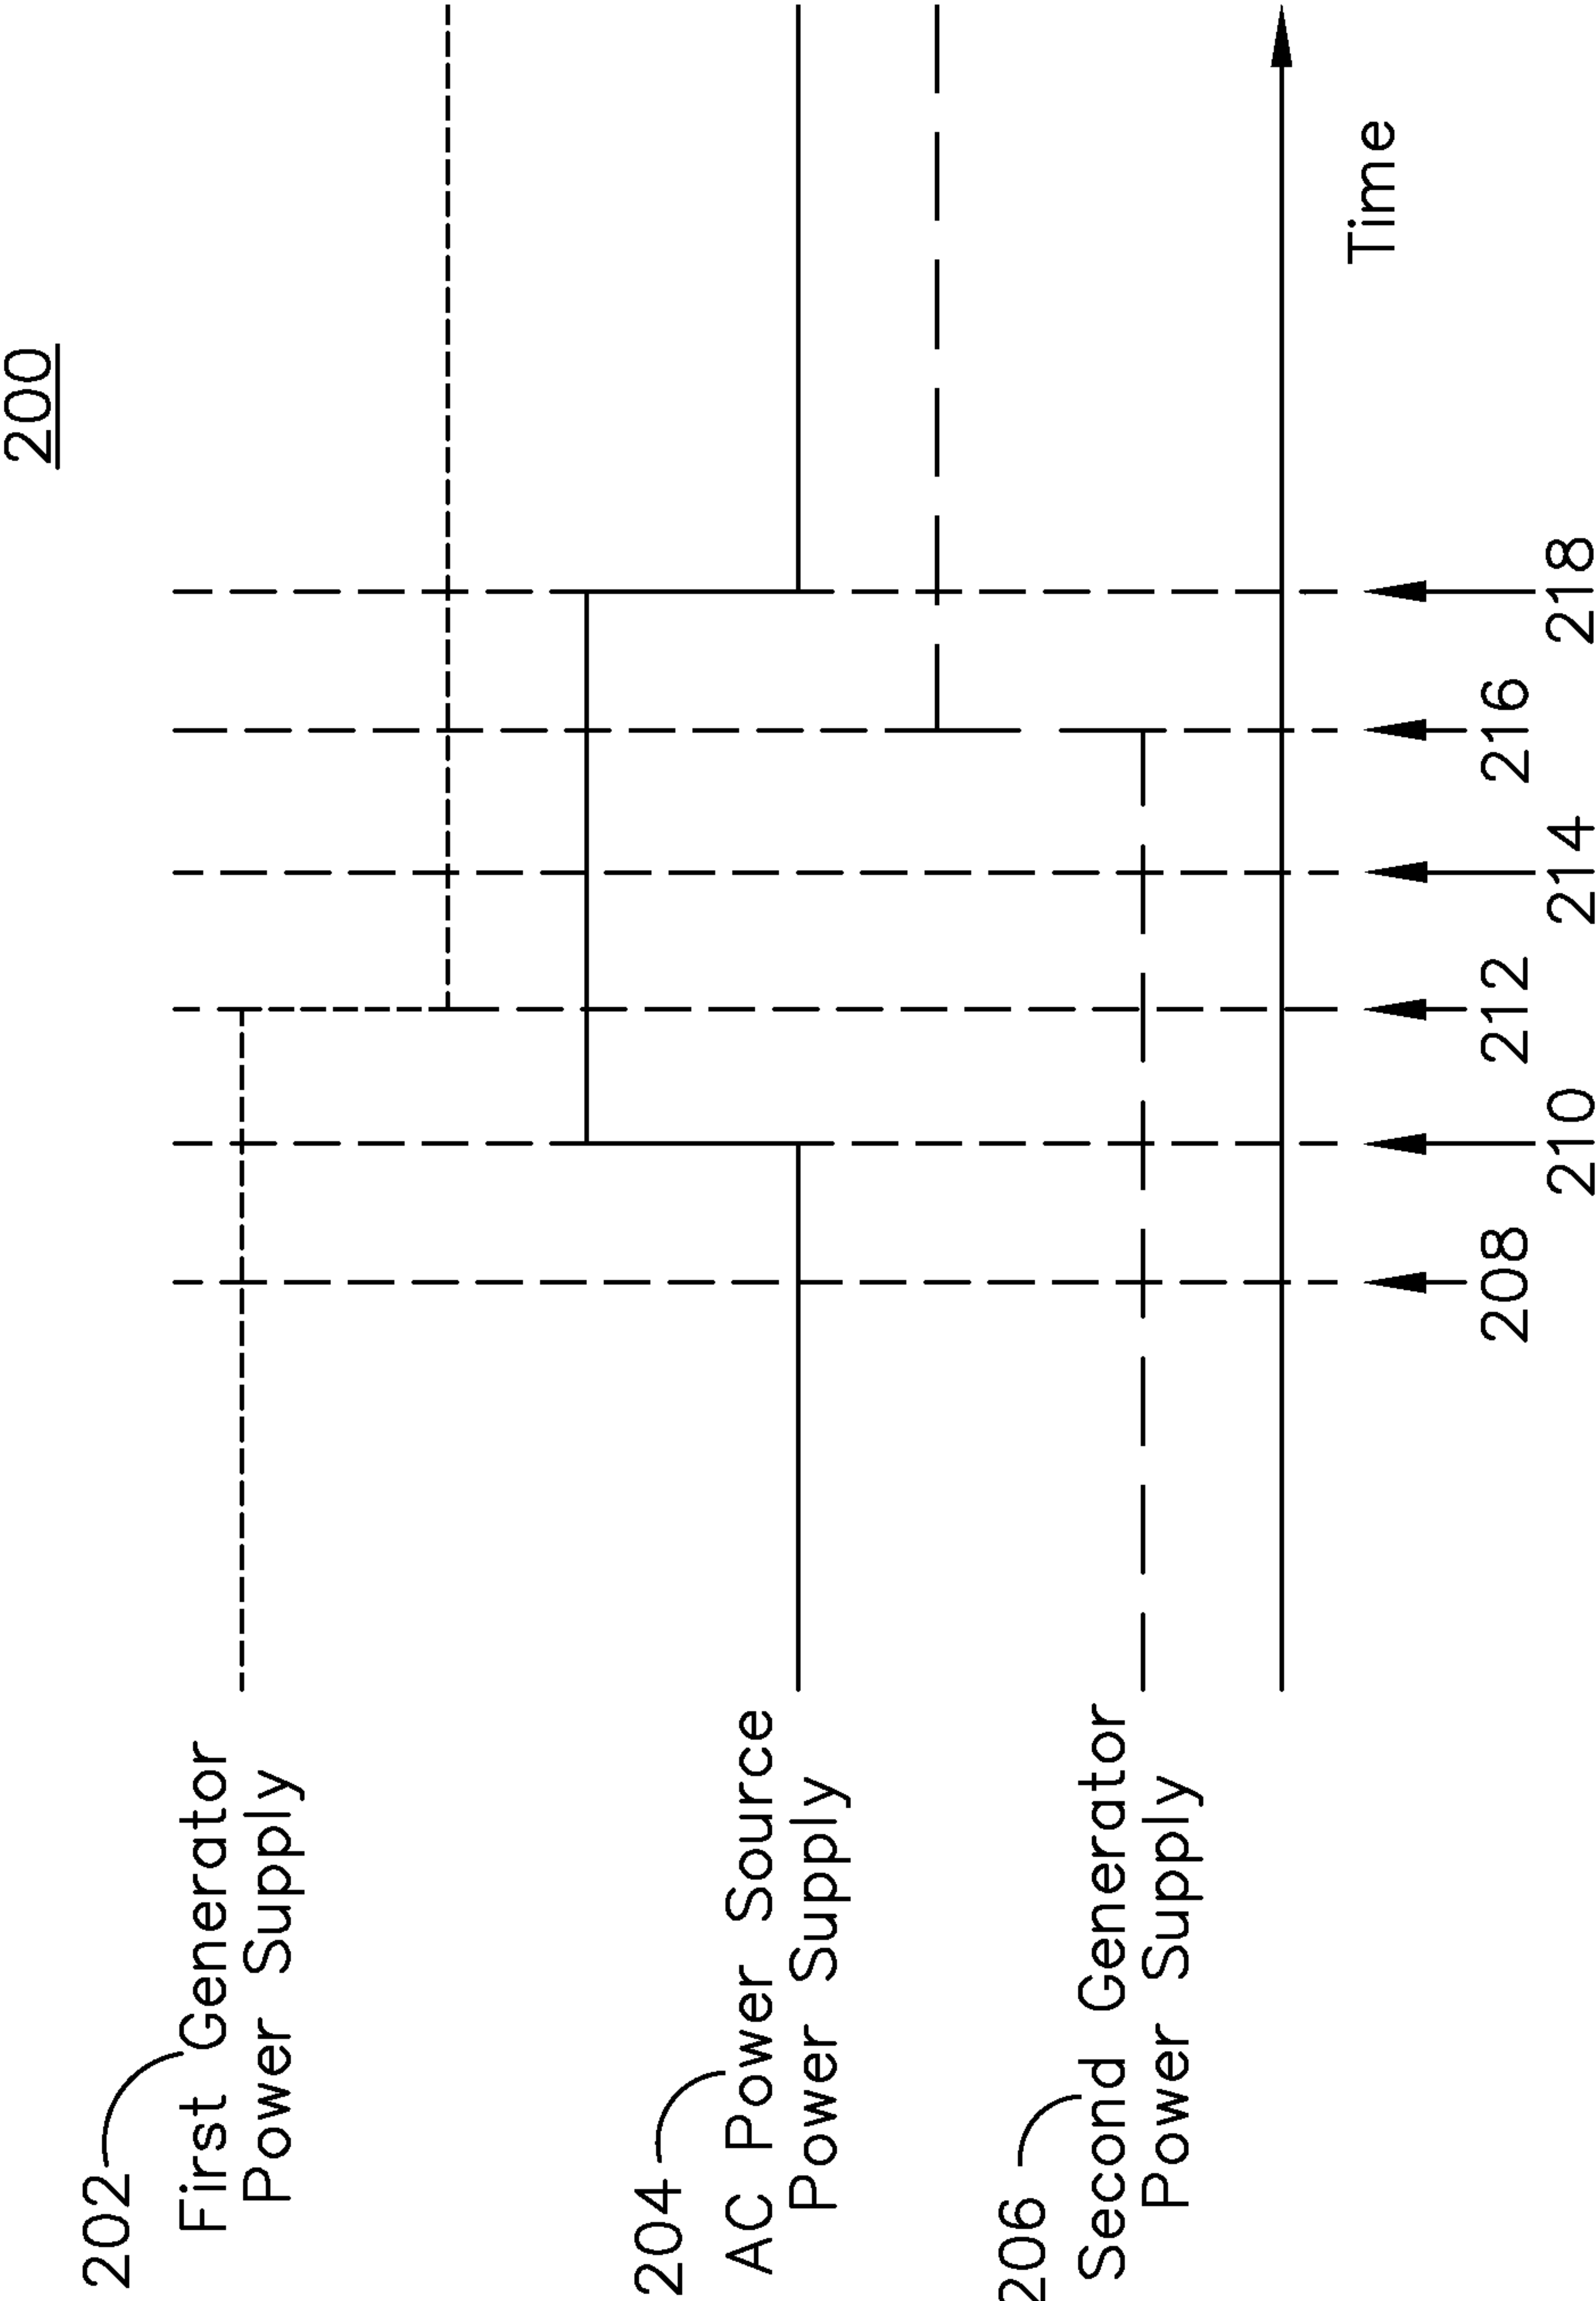 200
202
First Generator
Power Supply
204
AC Power Source
Power Supply
206
Second Generator
Power Supply
Time
208
210
212
214
216
218